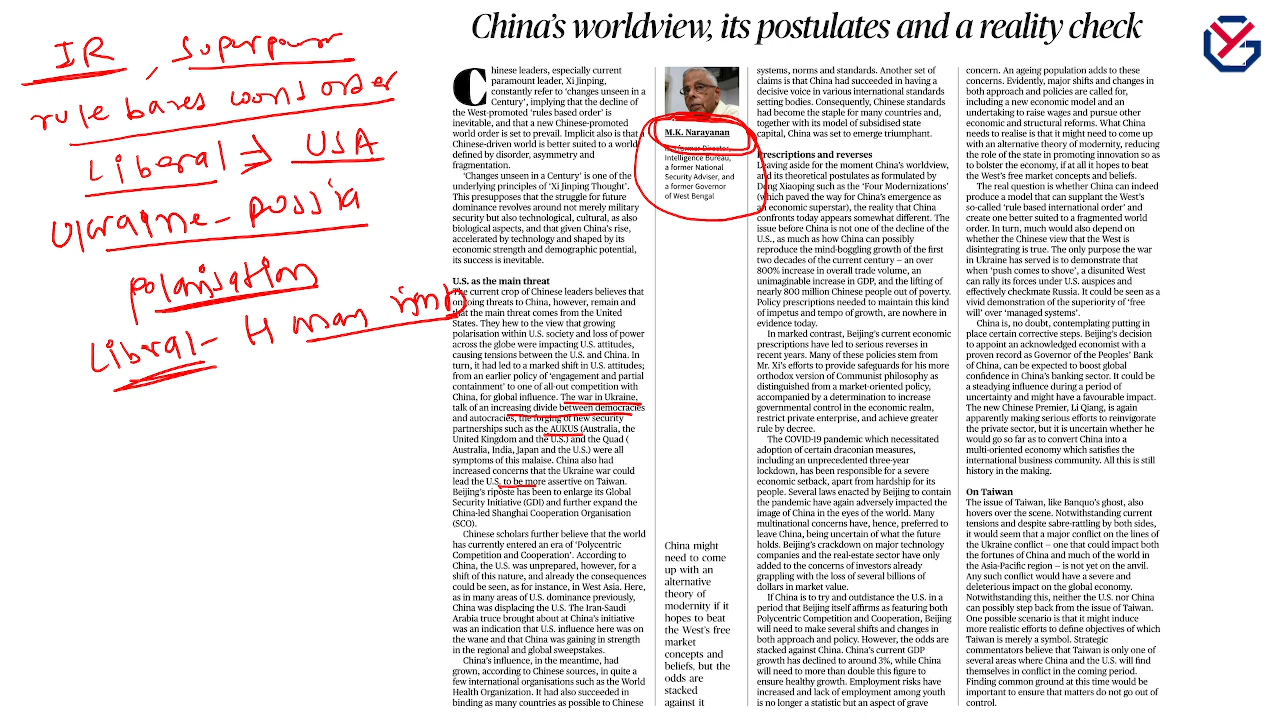 China's worldview, its postulates and a reality check
IR, Superpower
rule bases world order
Liberal → USA
Ukraine - Russia
polarisation
Libral - Human rights
Chinese leaders, especially current
paramount leader, Xi Jinping,
constantly refer to 'changes unseen in a
Century', implying that the decline of
the West-promoted 'rules based order' is
inevitable, and that a new Chinese-promoted
world order is set to prevail. Implicit also is that a
Chinese-driven world is better suited to a world
defined by disorder, asymmetry and
fragmentation.
'Changes unseen in a Century' is one of the
underlying principles of 'Xi Jinping Thought'.
This presupposes that the struggle for future
dominance revolves around not merely military
security but also technological, cultural, as also
biological aspects, and that given China's rise,
accelerated by technology and shaped by its
economic strength and demographic potential,
its success is inevitable.
U.S. as the main threat
The current crop of Chinese leaders believes that
ongoing threats to China, however, remain and
that the main threat comes from the United
States. They hew to the view that growing
polarisation within U.S. society and loss of power
across the globe were impacting U.S. attitudes,
causing tensions between the U.S. and China. In
turn, it had led to a marked shift in U.S. attitudes;
from an earlier policy of 'engagement and partial
containment' to one of all-out competition with
China, for global influence. The war in Ukraine,
talk of an increasing divide between democracies
and autocracies, the forging of new security
partnerships such as the AUKUS (Australia, the
United Kingdom and the U.S.) and the Quad (
Australia, India, Japan and the U.S.) were all
symptoms of this malaise. China also had
increased concerns that the Ukraine war could
lead the U.S. to be more assertive on Taiwan.
Beijing's riposte has been to enlarge its Global
Security Initiative (GDI) and further expand the
China-led Shanghai Cooperation Organisation
(SCO).
Chinese scholars further believe that the world
has currently entered an era of 'Polycentric
Competition and Cooperation'. According to
China, the U.S. was unprepared, however, for a
shift of this nature, and already the consequences
could be seen, as for instance, in West Asia. Here,
as in many areas of U.S. dominance previously,
China was displacing the U.S. The Iran-Saudi
Arabia truce brought about at China's initiative
was an indication that U.S. influence here was on
the wane and that China was gaining in strength
in the regional and global sweepstakes.
China's influence, in the meantime, had
grown, according to Chinese sources, in quite a
few international organisations such as the World
Health Organization. It had also succeeded in
binding as many countries as possible to Chinese
M.K. Narayanan
is a former Director,
Intelligence Bureau,
a former National
Security Adviser, and
a former Governor
of West Bengal
China might
need to come
up with an
alternative
theory of
modernity if it
hopes to beat
the West's free
market
concepts and
beliefs, but the
odds are
stacked
against it
systems, norms and standards. Another set of
claims is that China had succeeded in having a
decisive voice in various international standards
setting bodies. Consequently, Chinese standards
had become the staple for many countries and,
together with its model of subsidised state
capital, China was set to emerge triumphant.
Prescriptions and reverses
Leaving aside for the moment China's worldview,
and its theoretical postulates as formulated by
Deng Xiaoping such as the 'Four Modernizations'
(which paved the way for China's emergence as
an economic superstar), the reality that China
confronts today appears somewhat different. The
issue before China is not one of the decline of the
U.S., as much as how China can possibly
reproduce the mind-boggling growth of the first
two decades of the current century — an over
800% increase in overall trade volume, an
unimaginable increase in GDP, and the lifting of
nearly 800 million Chinese people out of poverty.
Policy prescriptions needed to maintain this kind
of impetus and tempo of growth, are nowhere in
evidence today.
In marked contrast, Beijing's current economic
prescriptions have led to serious reverses in
recent years. Many of these policies stem from
Mr. Xi's efforts to provide safeguards for his more
orthodox version of Communist philosophy as
distinguished from a market-oriented policy,
accompanied by a determination to increase
governmental control in the economic realm,
restrict private enterprise, and achieve greater
rule by decree.
The COVID-19 pandemic which necessitated
adoption of certain draconian measures,
including an unprecedented three-year
lockdown, has been responsible for a severe
economic setback, apart from hardship for its
people. Several laws enacted by Beijing to contain
the pandemic have again adversely impacted the
image of China in the eyes of the world. Many
multinational concerns have, hence, preferred to
leave China, being uncertain of what the future
holds. Beijing's crackdown on major technology
companies and the real-estate sector have only
added to the concerns of investors already
grappling with the loss of several billions of
dollars in market value.
If China is to try and outdistance the U.S. in a
period that Beijing itself affirms as featuring both
Polycentric Competition and Cooperation, Beijing
will need to make several shifts and changes in
both approach and policy. However, the odds are
stacked against China. China's current GDP
growth has declined to around 3%, while China
will need to more than double this figure to
ensure healthy growth. Employment risks have
increased and lack of employment among youth
is no longer a statistic but an aspect of grave
concern. An ageing population adds to these
concerns. Evidently, major shifts and changes in
both approach and policies are called for,
including a new economic model and an
undertaking to raise wages and pursue other
economic and structural reforms. What China
needs to realise is that it might need to come up
with an alternative theory of modernity, reducing
the role of the state in promoting innovation so as
to bolster the economy, if at all it hopes to beat
the West's free market concepts and beliefs.
The real question is whether China can indeed
produce a model that can supplant the West's
so-called 'rule based international order' and
create one better suited to a fragmented world
order. In turn, much would also depend on
whether the Chinese view that the West is
disintegrating is true. The only purpose the war
in Ukraine has served is to demonstrate that
when 'push comes to shove', a disunited West
can rally its forces under U.S. auspices and
effectively checkmate Russia. It could be seen as a
vivid demonstration of the superiority of 'free
will' over 'managed systems'.
China is, no doubt, contemplating putting in
place certain corrective steps. Beijing's decision
to appoint an acknowledged economist with a
proven record as Governor of the Peoples' Bank
of China, can be expected to boost global
confidence in China's banking sector. It could be
a steadying influence during a period of
uncertainty and might have a favourable impact.
The new Chinese Premier, Li Qiang, is again
apparently making serious efforts to reinvigorate
the private sector, but it is uncertain whether he
would go so far as to convert China into a
multi-oriented economy which satisfies the
international business community. All this is still
history in the making.
On Taiwan
The issue of Taiwan, like Banquo's ghost, also
hovers over the scene. Notwithstanding current
tensions and despite sabre-rattling by both sides,
it would seem that a major conflict on the lines of
the Ukraine conflict — one that could impact both
the fortunes of China and much of the world in
the Asia-Pacific region — is not yet on the anvil.
Any such conflict would have a severe and
deleterious impact on the global economy.
Notwithstanding this, neither the U.S. nor China
can possibly step back from the issue of Taiwan.
One possible scenario is that it might induce
more realistic efforts to define objectives of which
Taiwan is merely a symbol. Strategic
commentators believe that Taiwan is only one of
several areas where China and the U.S. will find
themselves in conflict in the coming period.
Finding common ground at this time would be
important to ensure that matters do not go out of
control.